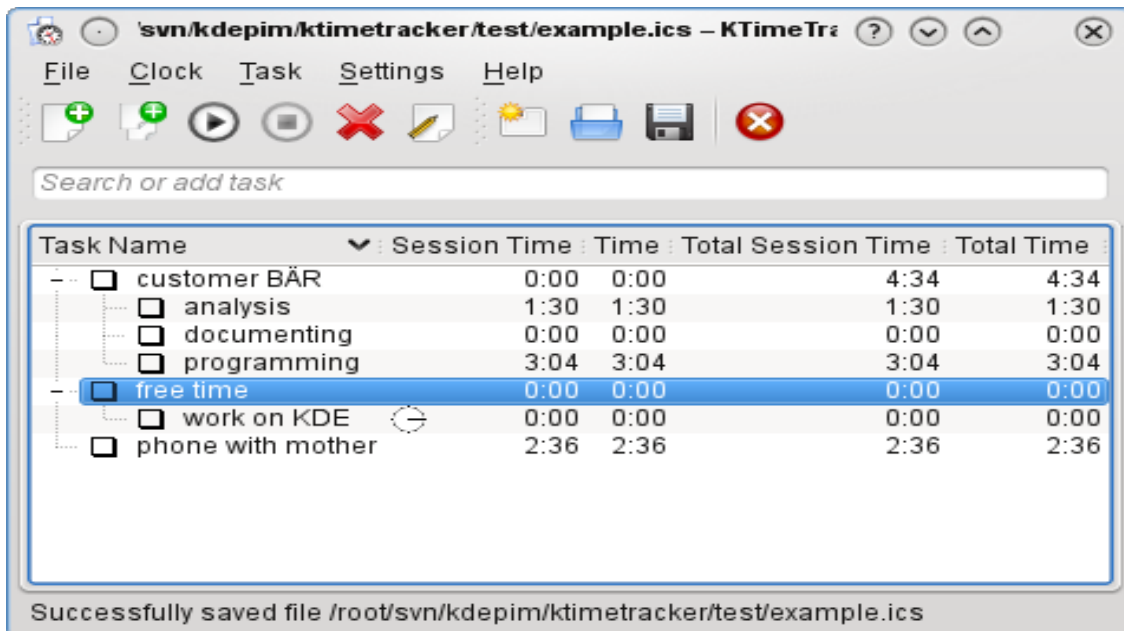 'svn/kdepim/ktimetracker/test/example.ics – KTimeTra
File Clock Task Settings Help
Search or add task
Task Name Session Time Time Total Session Time Total Time
customer BÄR 0:00 0:00 4:34 4:34
analysis 1:30 1:30 1:30 1:30
documenting 0:00 0:00 0:00 0:00
programming 3:04 3:04 3:04 3:04
free time 0:00 0:00 0:00 0:00
work on KDE 0:00 0:00 0:00 0:00
phone with mother 2:36 2:36 2:36 2:36
Successfully saved file /root/svn/kdepim/ktimetracker/test/example.ics